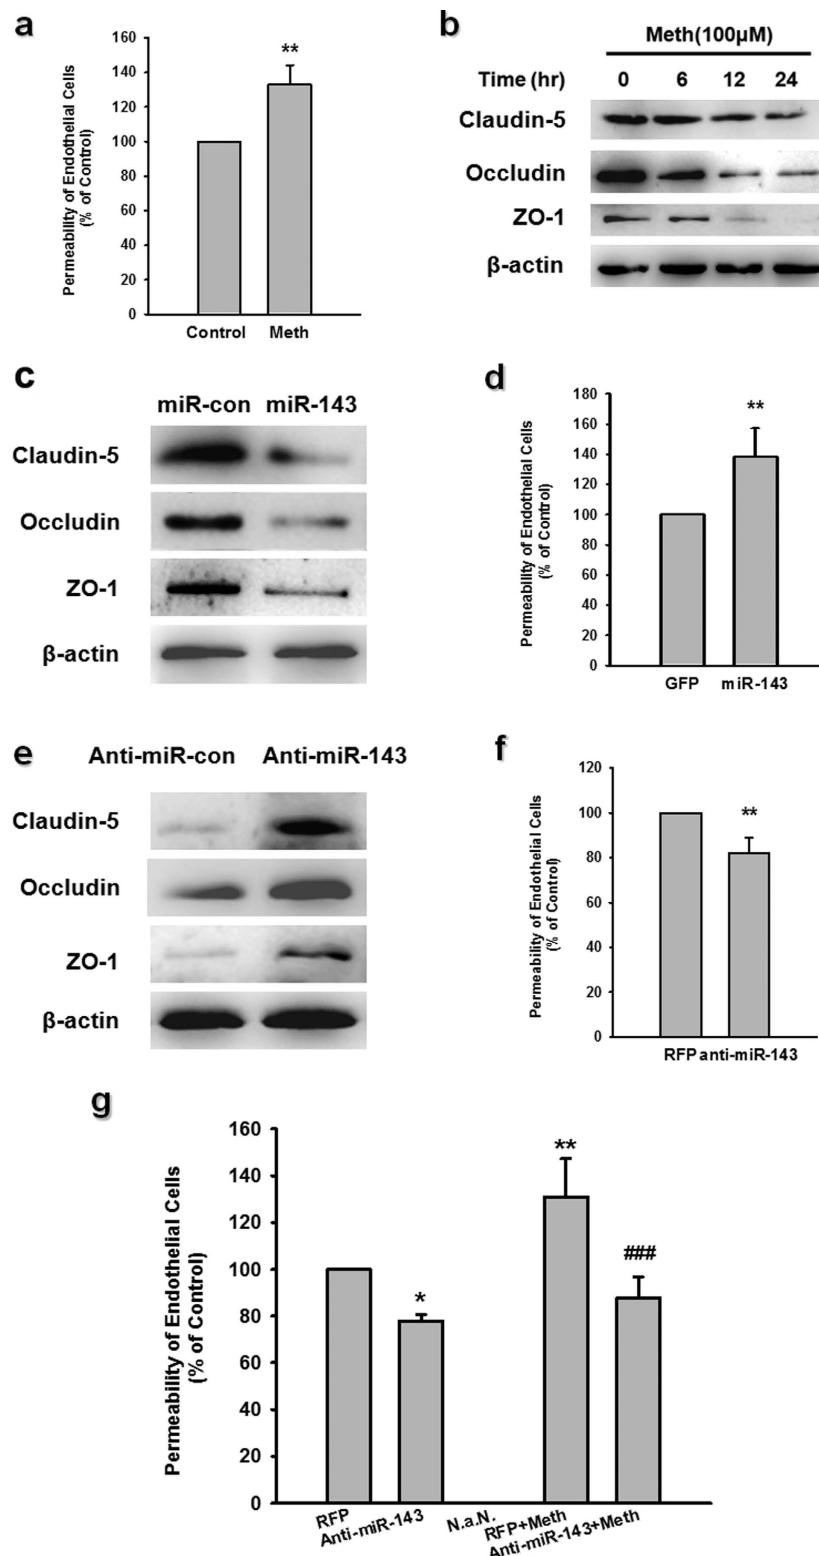 a
160
140
120
100
80
60
40
20
0
Permeability of Endothelial Cells
(% of Control)
**
Control Meth
b
Meth(100µM)
Time (hr) 0 6 12 24
Claudin-5
Occludin
ZO-1
β-actin
c
miR-con miR-143
Claudin-5
Occludin
ZO-1
β-actin
d
180
160
140
120
100
80
60
40
20
0
Permeability of Endothelial Cells
(% of Control)
**
GFP miR-143
e
Anti-miR-con Anti-miR-143
Claudin-5
Occludin
ZO-1
β-actin
f
120
100
80
60
40
20
0
Permeability of Endothelial Cells
(% of Control)
**
RFP anti-miR-143
g
160
140
120
100
80
60
40
20
0
Permeability of Endothelial Cells
(% of Control)
*
**
###
RFP
Anti-miR-143
N.a.N.
RFP+Meth
Anti-miR-143+Meth